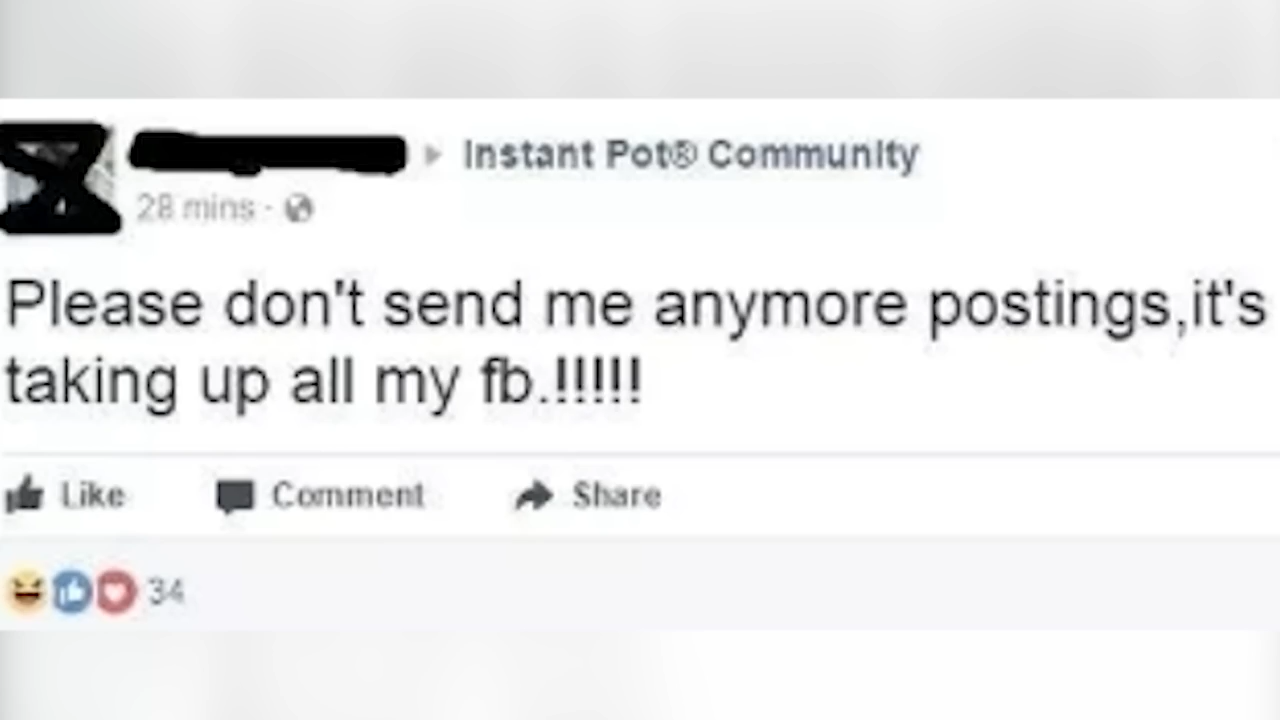 Instant Pot® Community
28 mins ·
Please don't send me anymore postings,it's
taking up all my fb.!!!!!
Like Comment Share
34